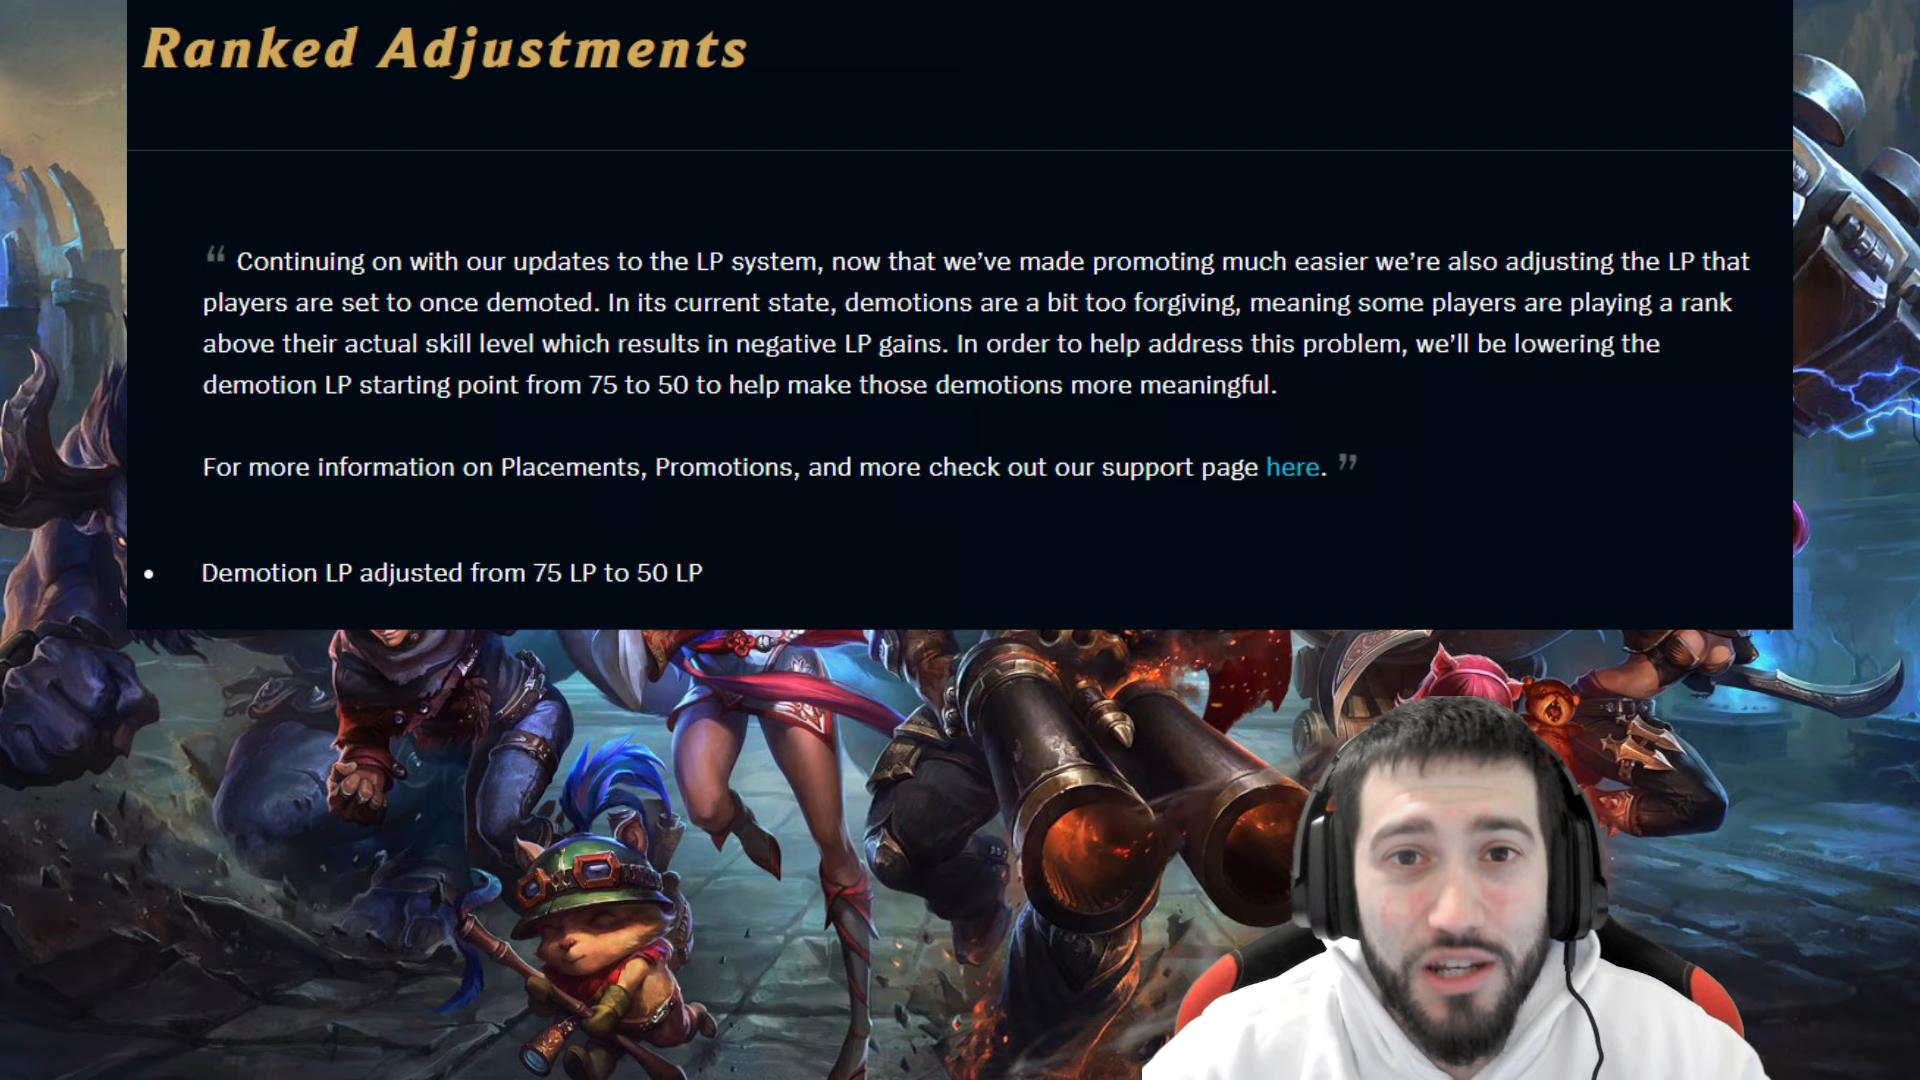 Ranked Adjustments
“ Continuing on with our updates to the LP system, now that we’ve made promoting much easier we’re also adjusting the LP that
players are set to once demoted. In its current state, demotions are a bit too forgiving, meaning some players are playing a rank
above their actual skill level which results in negative LP gains. In order to help address this problem, we’ll be lowering the
demotion LP starting point from 75 to 50 to help make those demotions more meaningful.
For more information on Placements, Promotions, and more check out our support page here. ”
• Demotion LP adjusted from 75 LP to 50 LP